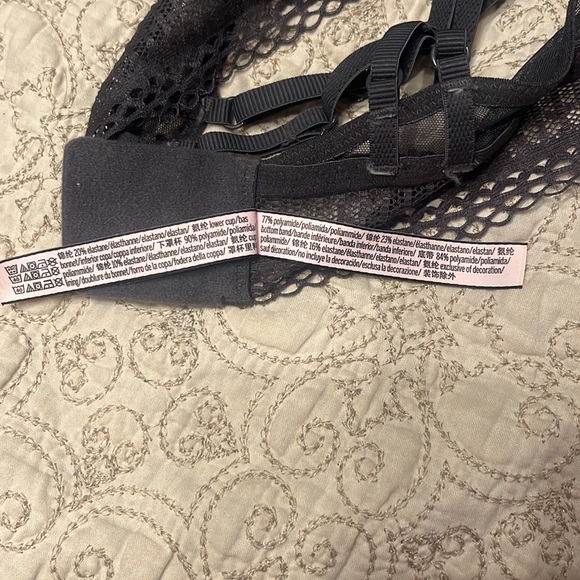 锦纶 20% elastane/élasthanne/elastano/elastan/ 氨纶 lower cup/bas
bonnet/inferior copa/coppa inferiore/ 下罩杯 90% polyamide/poliamida/
poliammide/ 锦纶 10% elastane/élasthanne/elastano/elastan/ 氨纶 cup
lining/doublure du bonnet/forro de la copa/fodera della coppa/ 罩杯里
77% polyamide/poliamida/poliammide/ 锦纶 23% elastane/élasthanne/elastano/elastan/ 氨纶
bottom band/bande inférieure/banda inferior/banda inferiore/ 底带 84% polyamide/poliamida/
poliammide/ 锦纶 16% elastane/élasthanne/elastano/elastan/ 氨纶 exclusive of decoration/
sauf décoration/no incluye la decoración/esclusa la decorazione/ 装饰除外